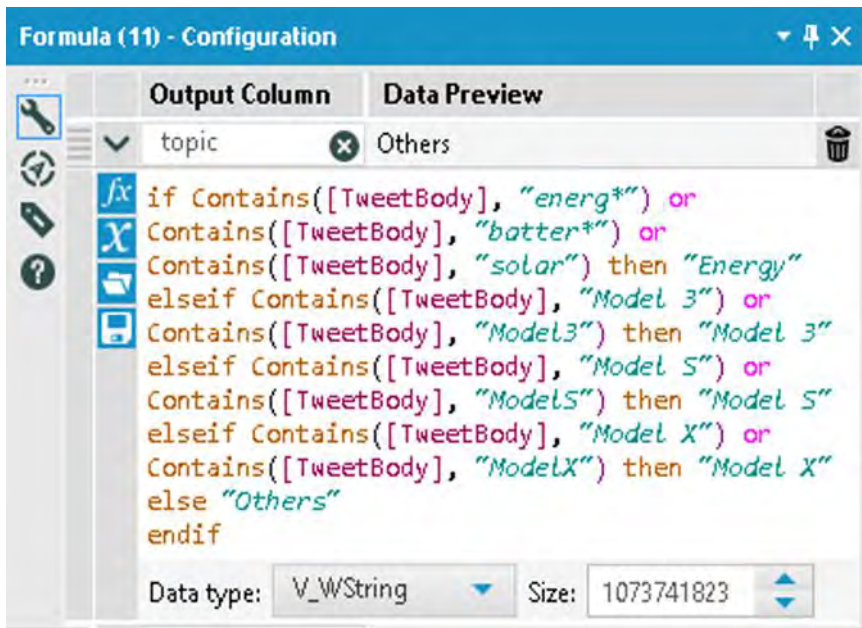 Formula (11) - Configuration
Output Column Data Preview
topic Others
if Contains([TweetBody], "energ*") or
Contains([TweetBody], "batter*") or
Contains([TweetBody], "solar") then "Energy"
elseif Contains([TweetBody], "Model 3") or
Contains([TweetBody], "Model3") then "Model 3"
elseif Contains([TweetBody], "Model S") or
Contains([TweetBody], "ModelS") then "Model S"
elseif Contains([TweetBody], "Model X") or
Contains([TweetBody], "ModelX") then "Model X"
else "Others"
endif
Data type: V_WString Size: 1073741823